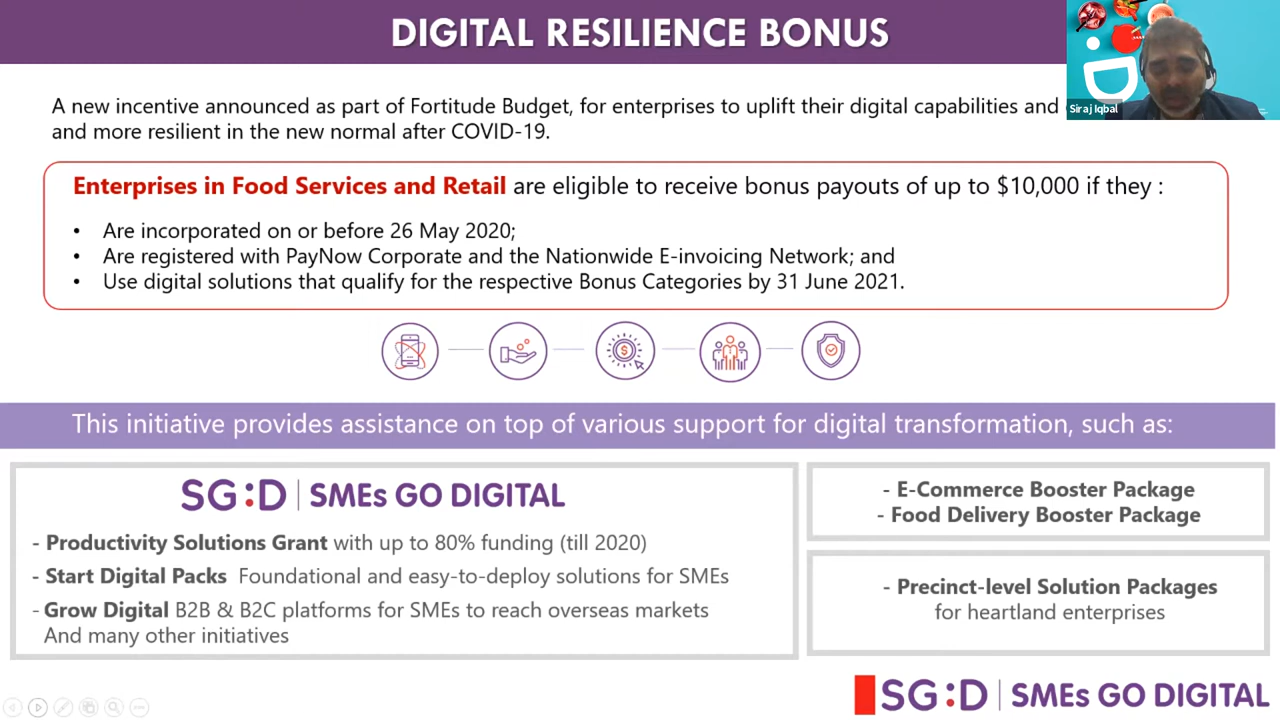 DIGITAL RESILIENCE BONUS
A new incentive announced as part of Fortitude Budget, for enterprises to uplift their digital capabilities and
Siraj Iqbal
and more resilient in the new normal after COVID-19.
Enterprises in Food Services and Retail are eligible to receive bonus payouts of up to $10,000 if they :
• Are incorporated on or before 26 May 2020;
• Are registered with PayNow Corporate and the Nationwide E-invoicing Network; and
• Use digital solutions that qualify for the respective Bonus Categories by 31 June 2021.
$
This initiative provides assistance on top of various support for digital transformation, such as:
SG:D | SMEs GO DIGITAL
- Productivity Solutions Grant with up to 80% funding (till 2020)
- Start Digital Packs Foundational and easy-to-deploy solutions for SMEs
- Grow Digital B2B & B2C platforms for SMEs to reach overseas markets
And many other initiatives
- E-Commerce Booster Package
- Food Delivery Booster Package
- Precinct-level Solution Packages
for heartland enterprises
SG:D | SMEs GO DIGITAL